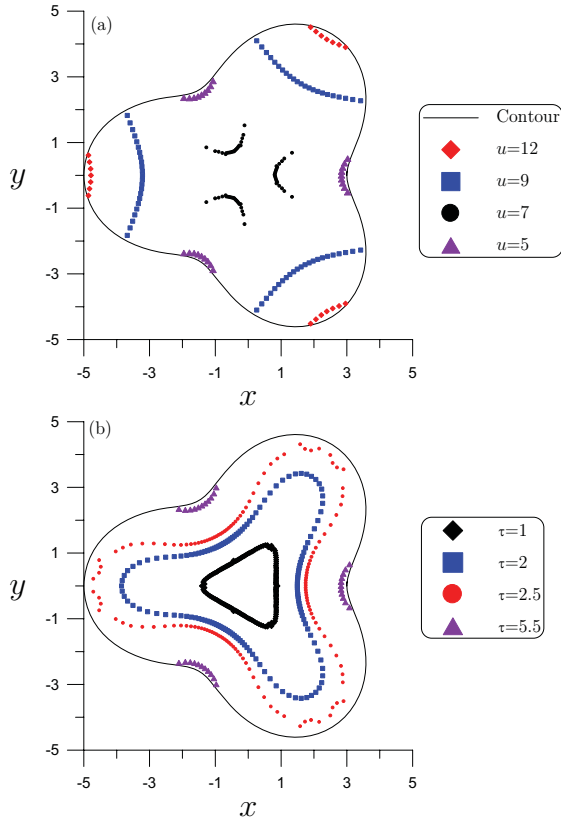 (a)
5
3
1
-1
-3
-5
y
-5 -3 -1 1 3 5
x
Contour
u=12
u=9
u=7
u=5
(b)
5
3
1
-1
-3
-5
y
-5 -3 -1 1 3 5
x
τ=1
τ=2
τ=2.5
τ=5.5